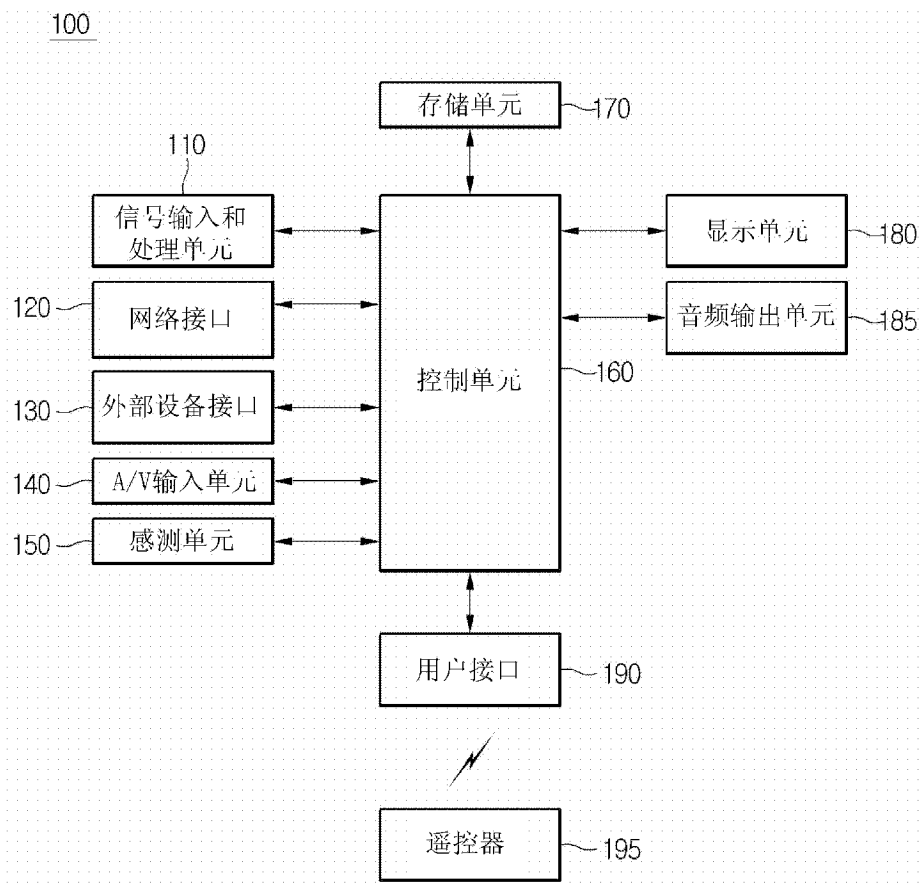 100
存储单元
170
110
信号输入和
处理单元
显示单元
180
120
网络接口
音频输出单元
185
控制单元
160
130
外部设备接口
140
A/V输入单元
150
感测单元
用户接口
190
遥控器
195